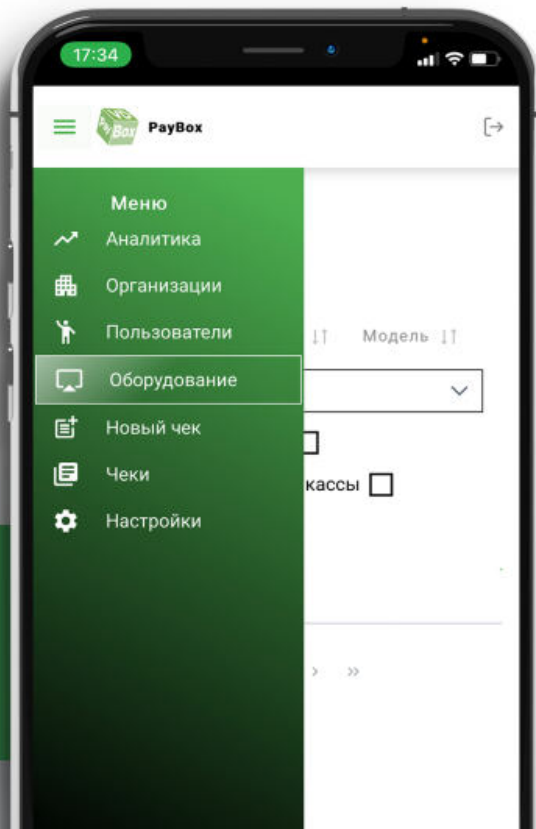 17:34
PayBox
Меню
Аналитика
Организации
Пользователи
Модель
Оборудование
Новый чек
кассы
Чеки
Настройки